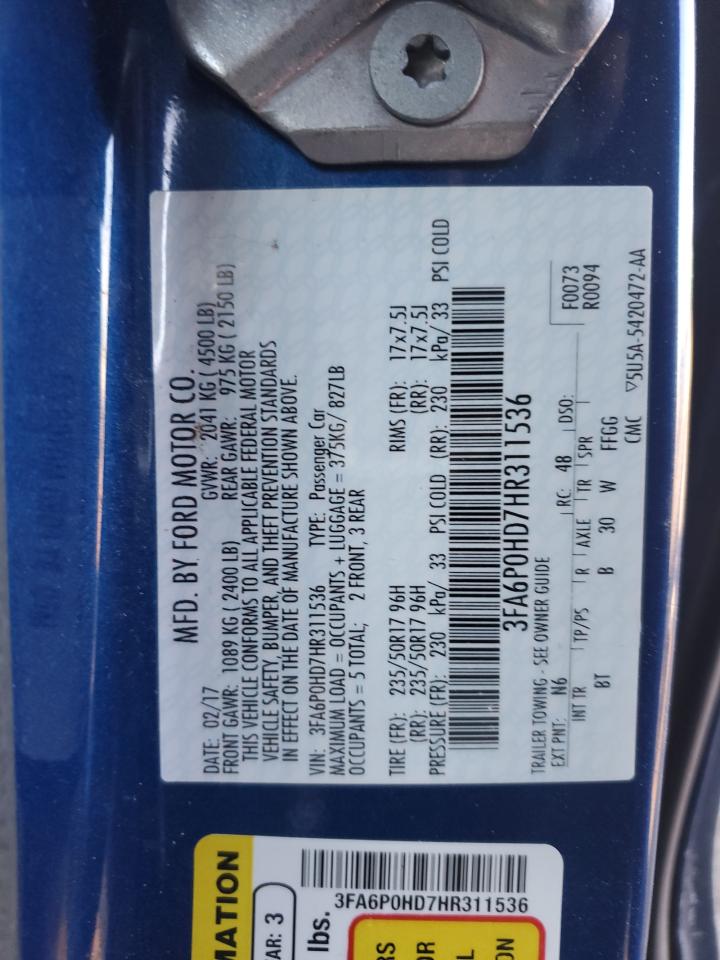 MFD. BY FORD MOTOR CO.
DATE: 02/17 GVWR: 2041 KG ( 4500 LB)
FRONT GAWR: 1089 KG ( 2400 LB) REAR GAWR: 975 KG ( 2150 LB)
THIS VEHICLE CONFORMS TO ALL APPLICABLE FEDERAL MOTOR
VEHICLE SAFETY, BUMPER, AND THEFT PREVENTION STANDARDS
IN EFFECT ON THE DATE OF MANUFACTURE SHOWN ABOVE.
VIN: 3FA6P0HD7HR311536 TYPE: Passenger Car
MAXIMUM LOAD = OCCUPANTS + LUGGAGE = 375KG/ 827LB
OCCUPANTS = 5 TOTAL; 2 FRONT, 3 REAR
TIRE (FR): 235/50R17 96H RIMS (FR): 17x7.5J
(RR): 235/50R17 96H (RR): 17x7.5J
PRESSURE (FR): 230 kPa/ 33 PSI COLD (RR): 230 kPa/ 33 PSI COLD
3FA6P0HD7HR311536
TRAILER TOWING - SEE OWNER GUIDE
EXT PNT: N6 RC: 48 DSO: F0073
R0094
INT TR TP/PS R AXLE TR SPR
BT B 30 W FFGG
CMC ▽5U5A-5420472-AA
MATION
AR: 3
lbs.
3FA6P0HD7HR311536
RS
OR
L
ON